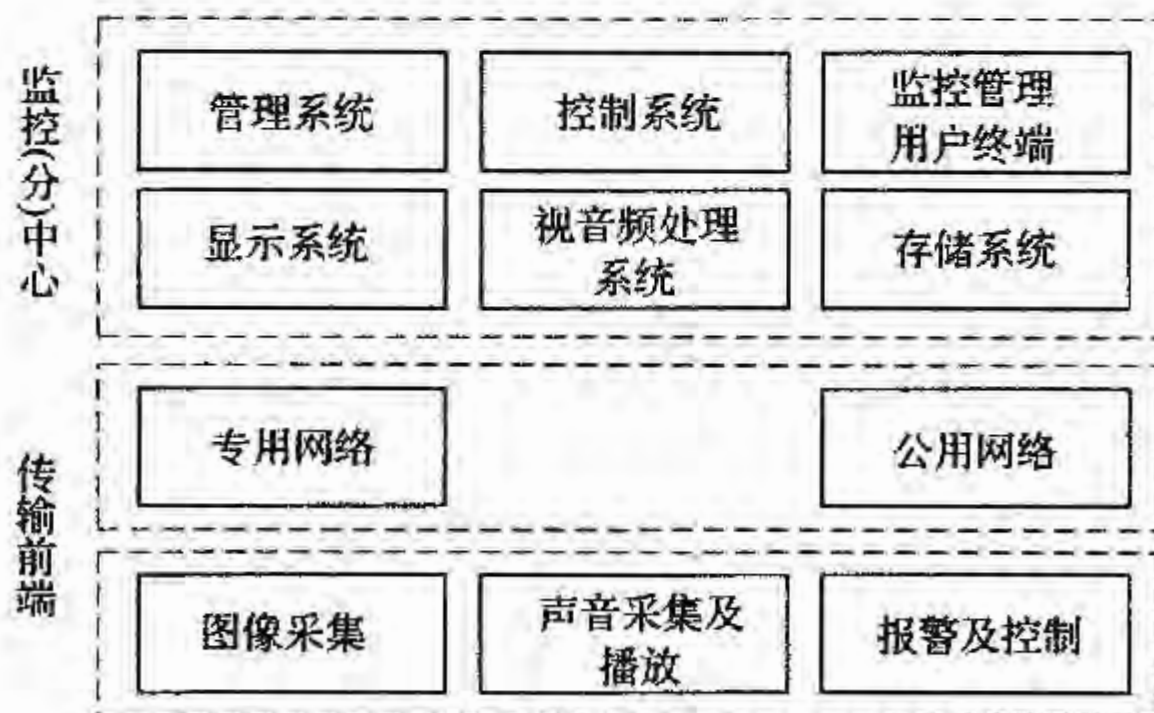 监控(分)中心
管理系统
控制系统
监控管理
用户终端
显示系统
视音频处理
系统
存储系统
传输前端
专用网络
公用网络
图像采集
声音采集及
播放
报警及控制